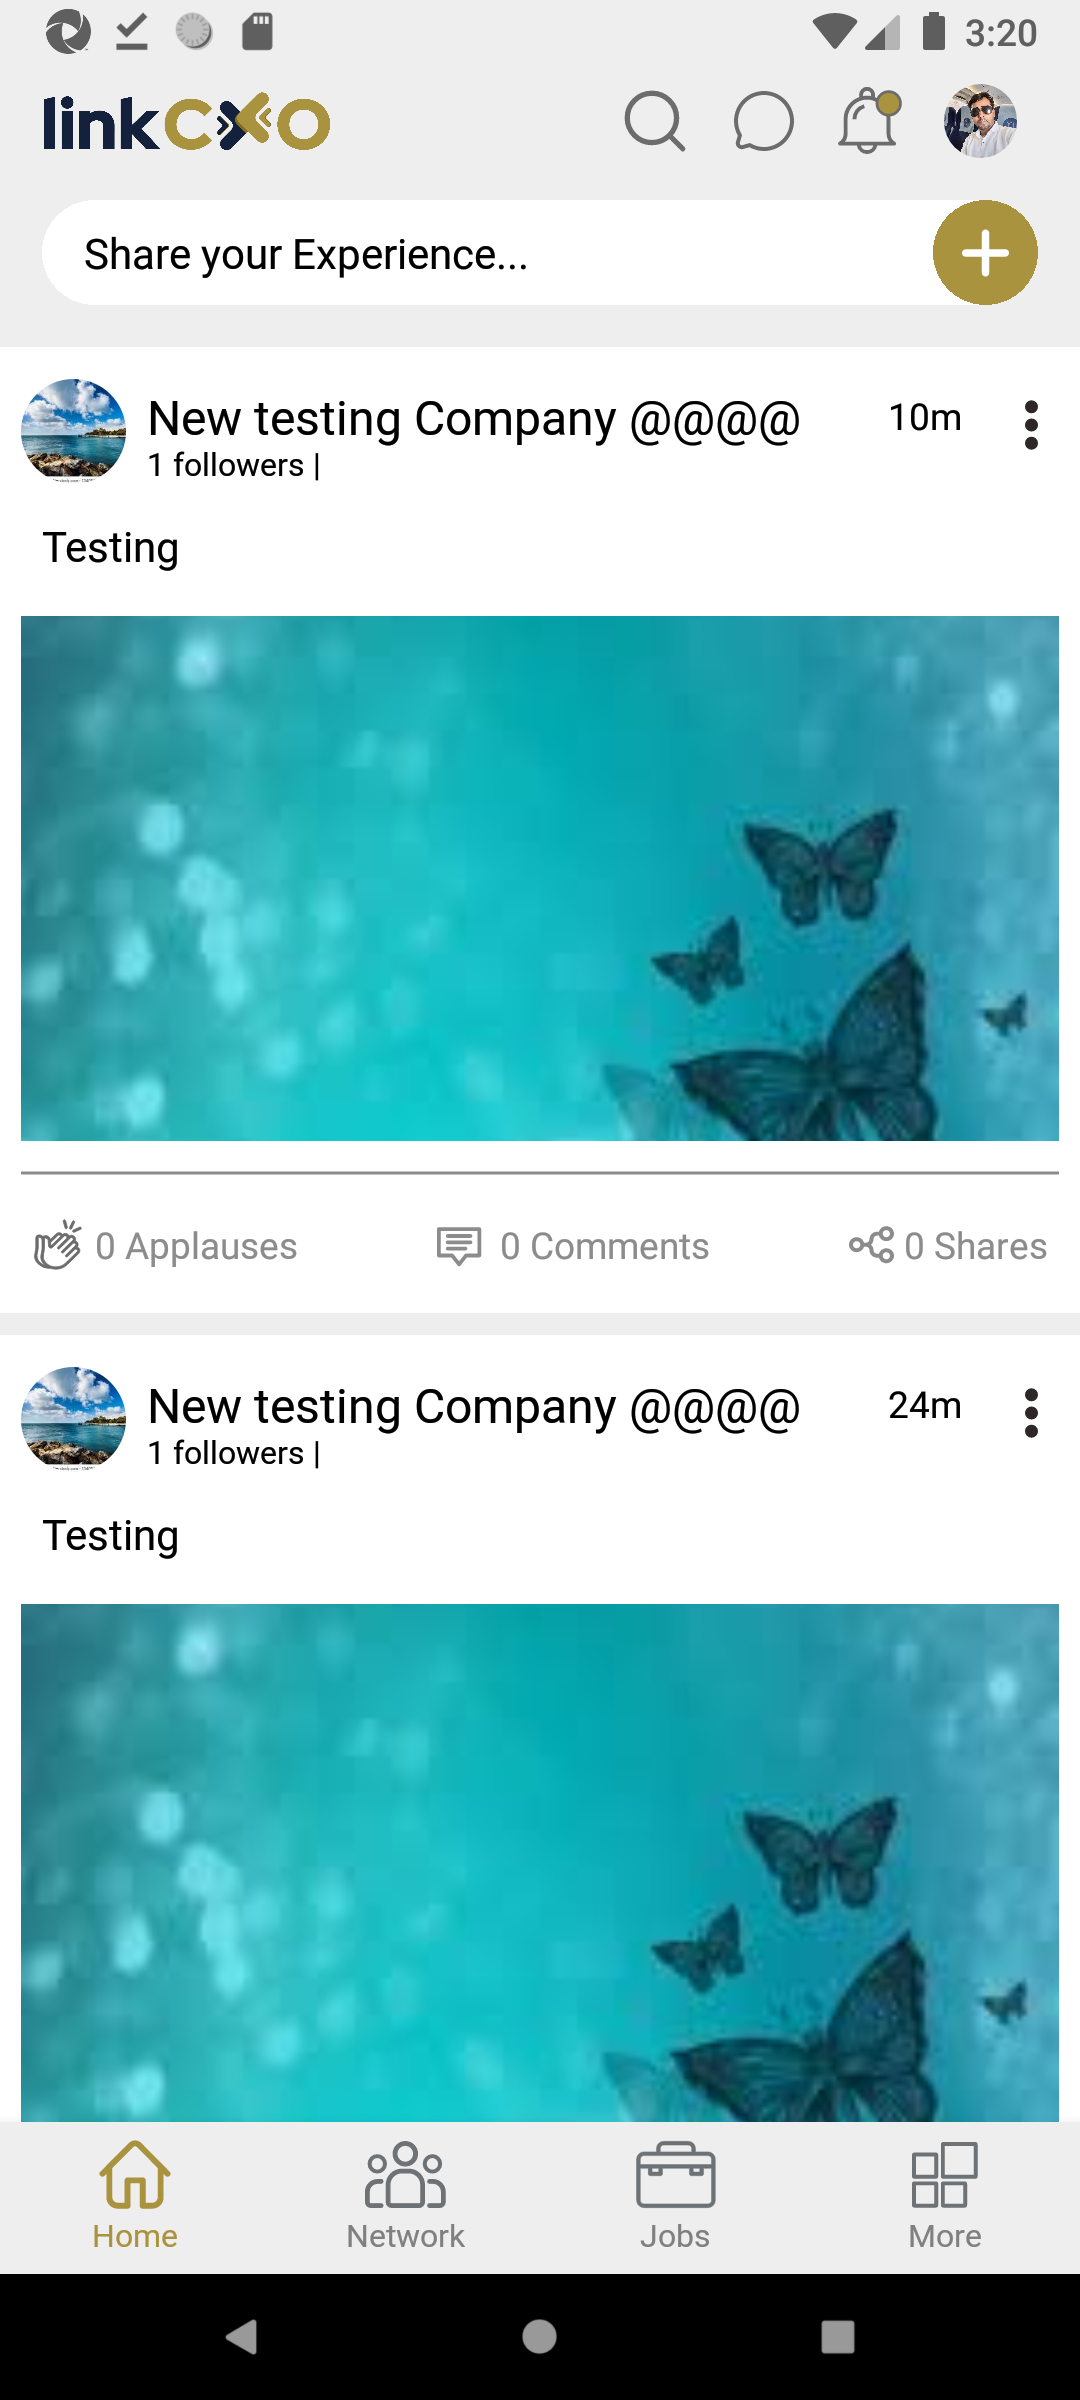 3:20
linkCXO
Share your Experience...
New testing Company @@@@ 10m
1 followers |
Testing
0 Applauses 0 Comments 0 Shares
New testing Company @@@@ 24m
1 followers |
Testing
Home Network Jobs More